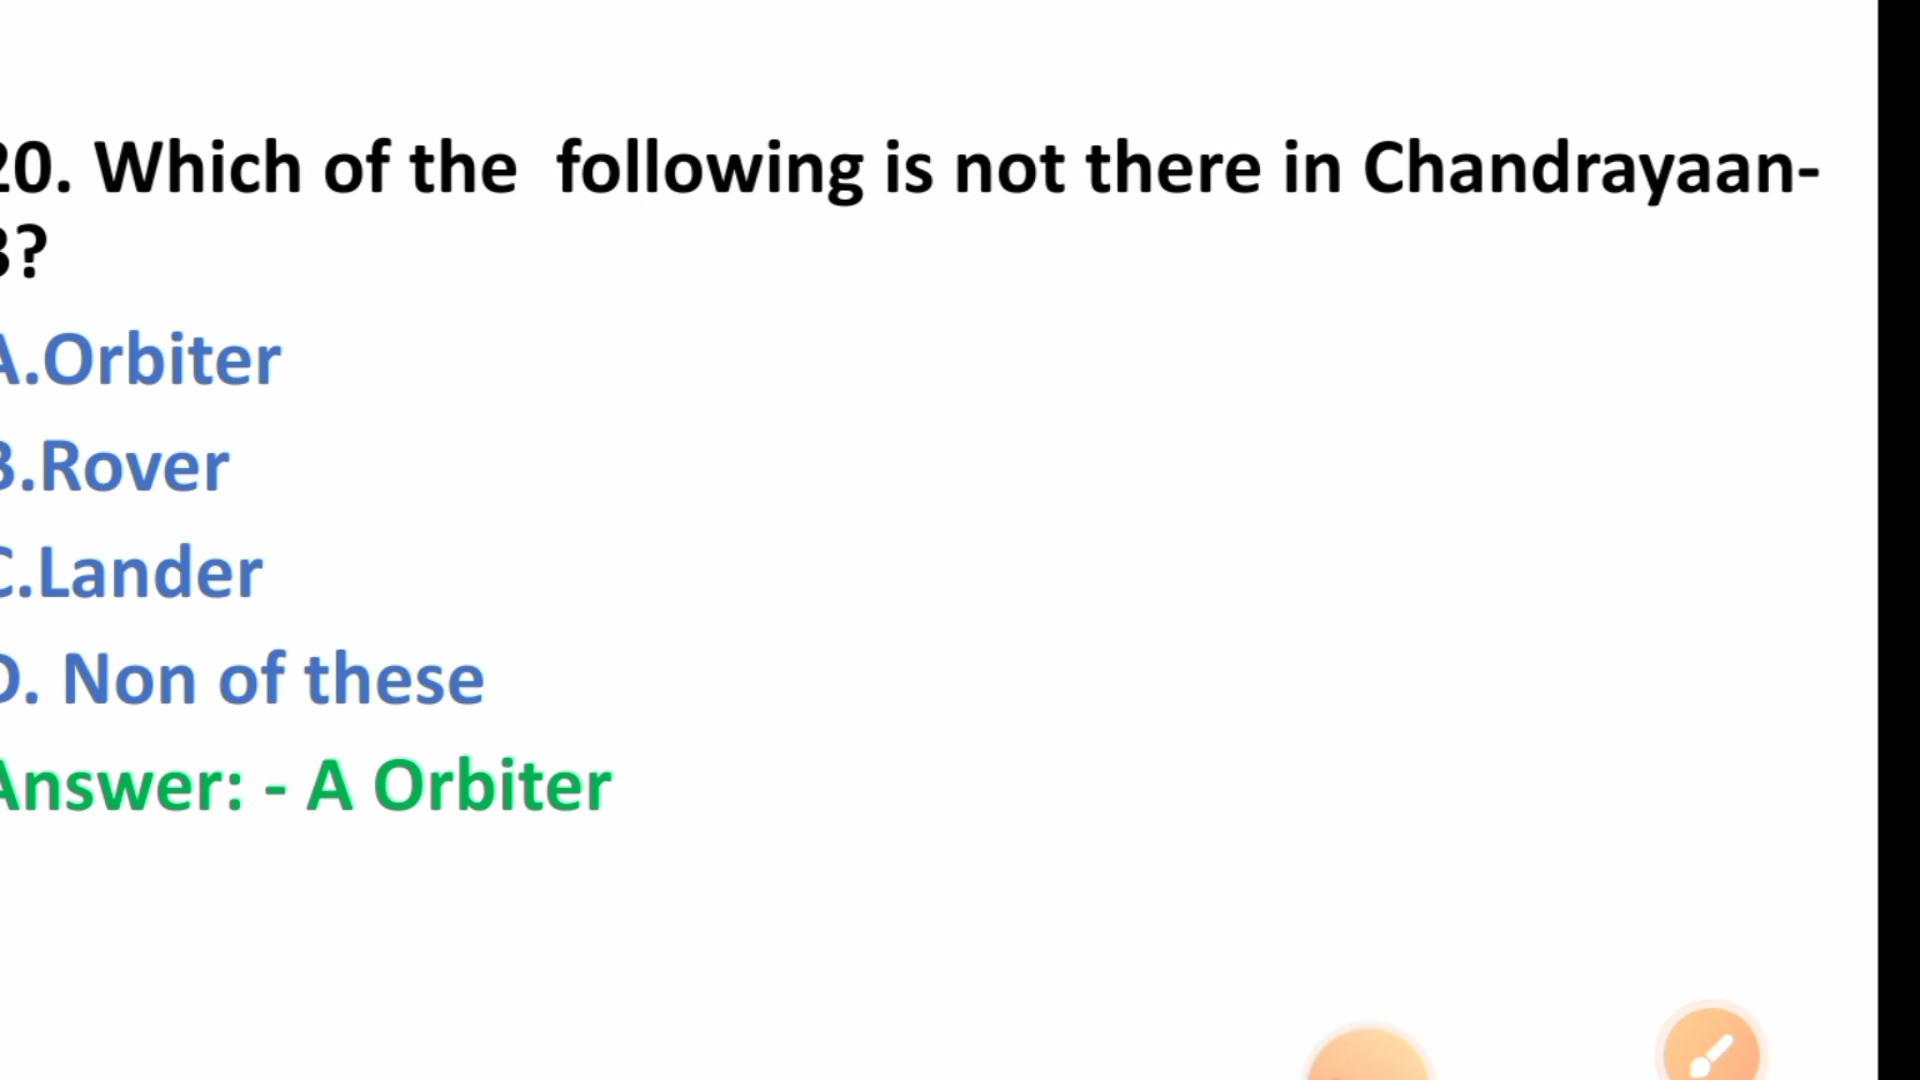 20. Which of the following is not there in Chandrayaan-
3?
A.Orbiter
B.Rover
C.Lander
D. Non of these
Answer: - A Orbiter